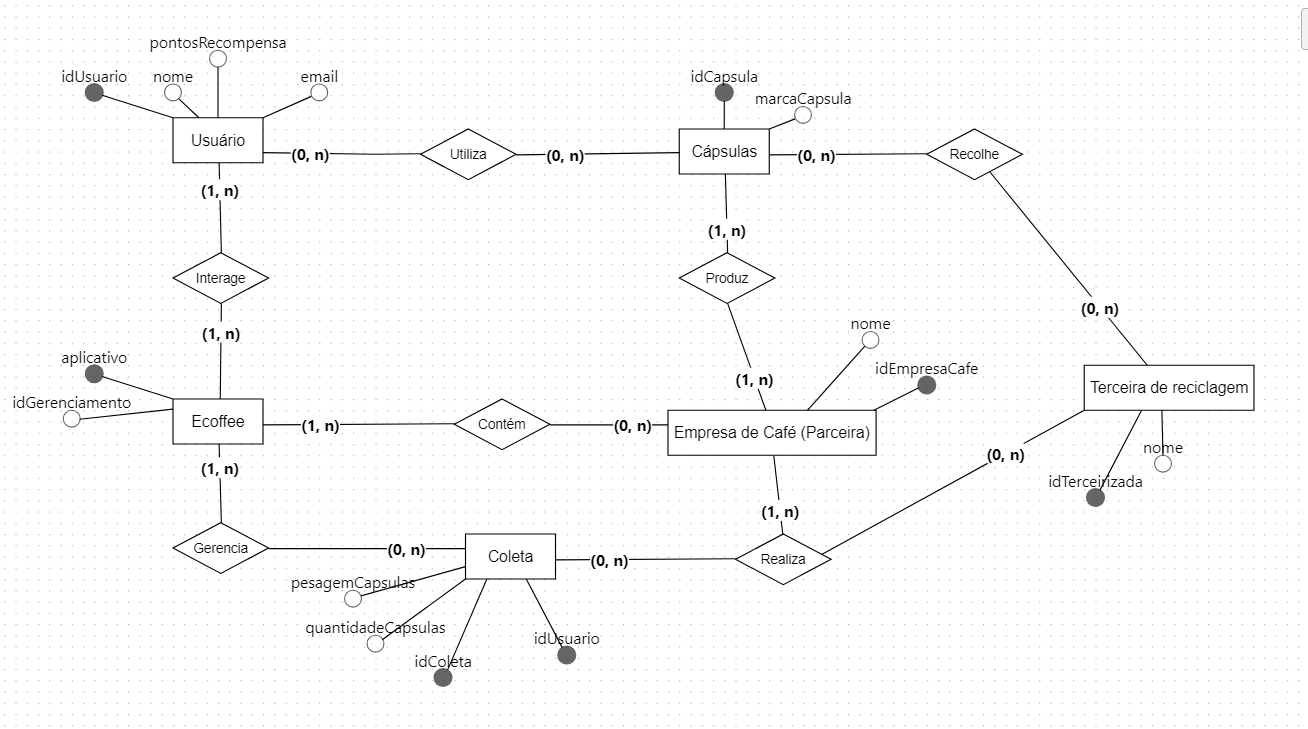 pontosRecompensa
idUsuario
nome
email
idCapsula
marcaCapsula
Usuário
(0, n)
Utiliza
(0, n)
Cápsulas
(0, n)
Recolhe
(1, n)
(1, n)
Interage
Produz
(0, n)
(1, n)
nome
aplicativo
idEmpresaCafe
(1, n)
Terceira de reciclagem
idGerenciamento
Ecoffee
(1, n)
Contém
(0, n)
Empresa de Café (Parceira)
nome
(0, n)
(1, n)
idTerceirizada
(1, n)
Gerencia
(0, n)
Coleta
(0, n)
Realiza
pesagemCapsulas
quantidadeCapsulas
idUsuario
idColeta